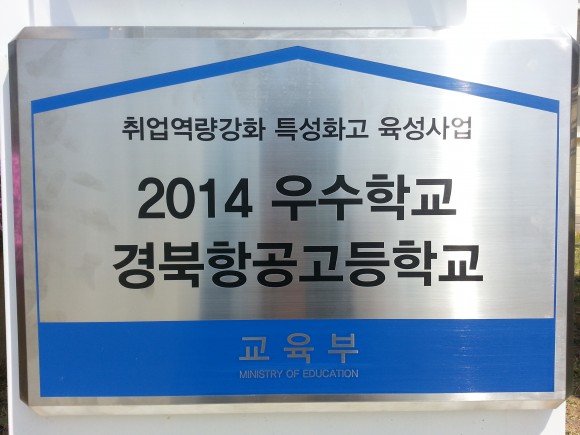 취업역량강화 특성화고 육성사업
2014 우수학교
경북항공고등학교
교육부
MINISTRY OF EDUCATION